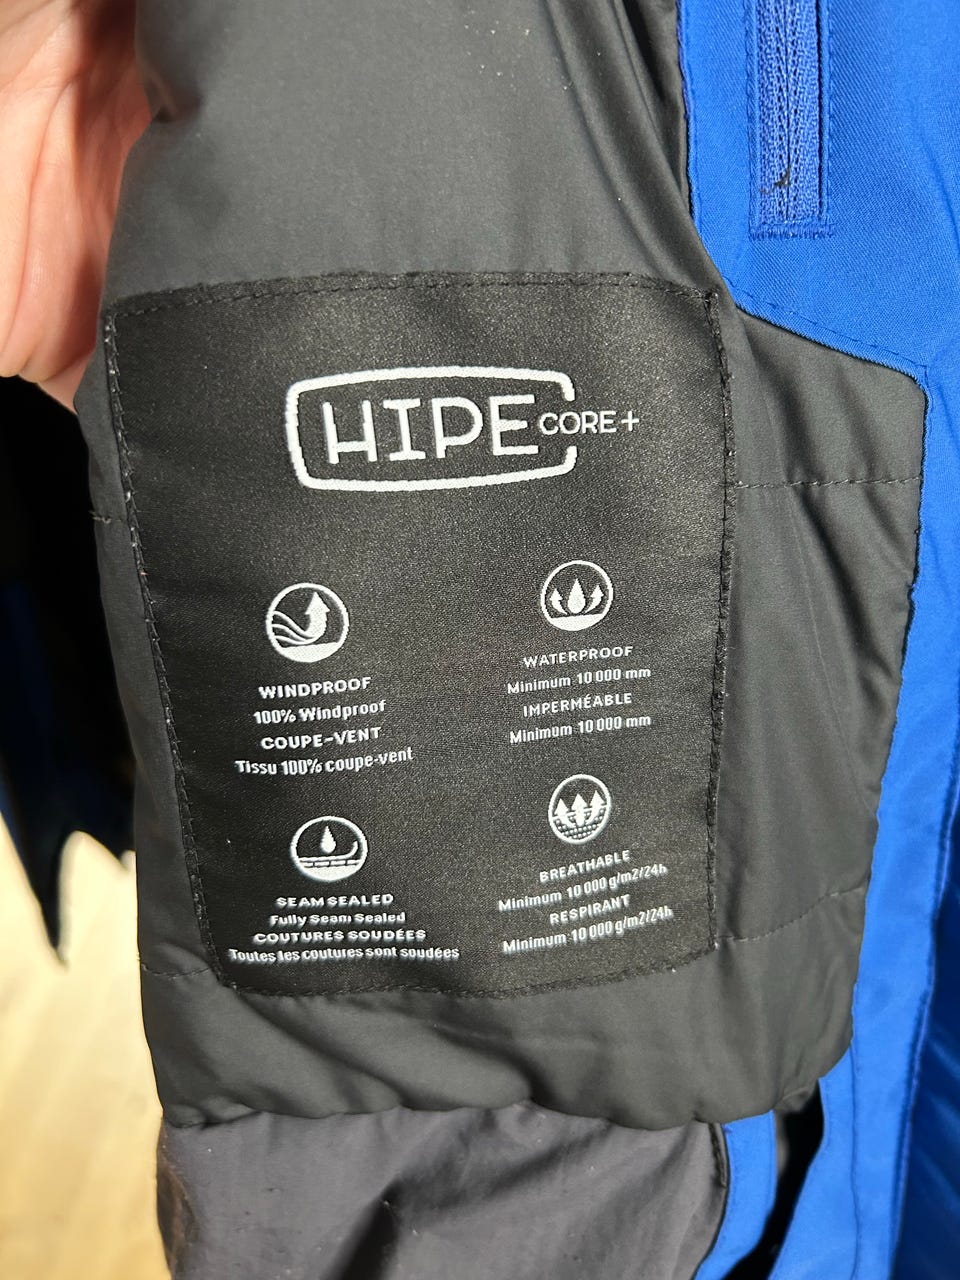 HIPE CORE+
WINDPROOF
100% Windproof
COUPE-VENT
Tissu 100% coupe-vent
WATERPROOF
Minimum 10 000 mm
IMPERMÉABLE
Minimum 10 000 mm
SEAM SEALED
Fully Seam Sealed
COUTURES SOUDÉES
Toutes les coutures sont soudées
BREATHABLE
Minimum 10 000 g/m2/24h
RESPIRANT
Minimum 10 000 g/m2/24h